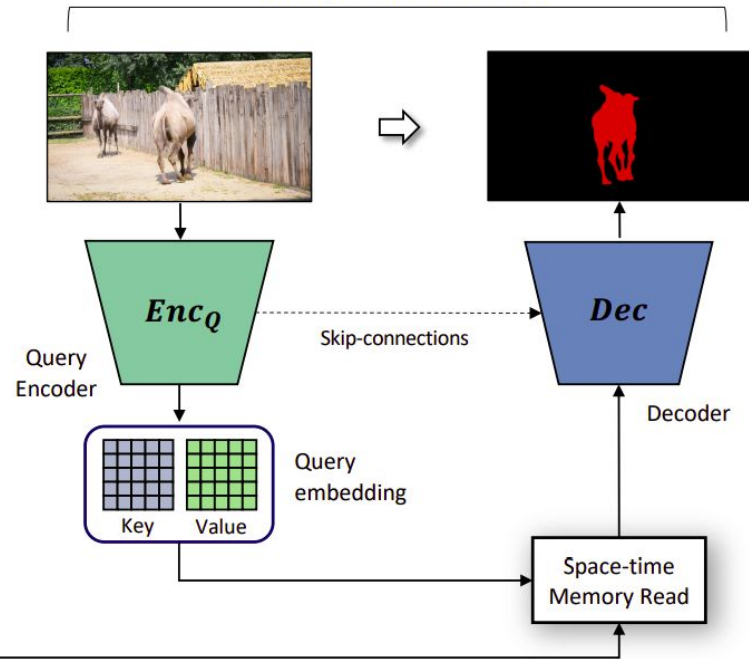 Enc_Q
Dec
Skip-connections
Query
Encoder
Decoder
Query
embedding
Key
Value
Space-time
Memory Read